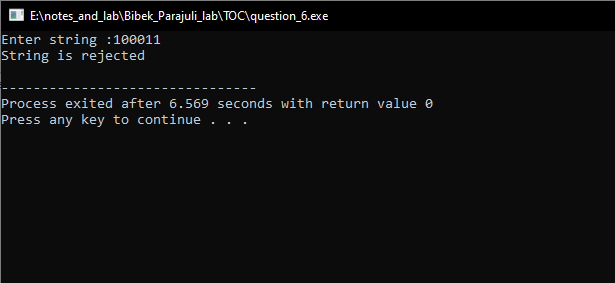 E:\notes_and_lab\Bibek_Parajuli_lab\TOC\question_6.exe
Enter string :100011
String is rejected
--------------------------------
Process exited after 6.569 seconds with return value 0
Press any key to continue . . .